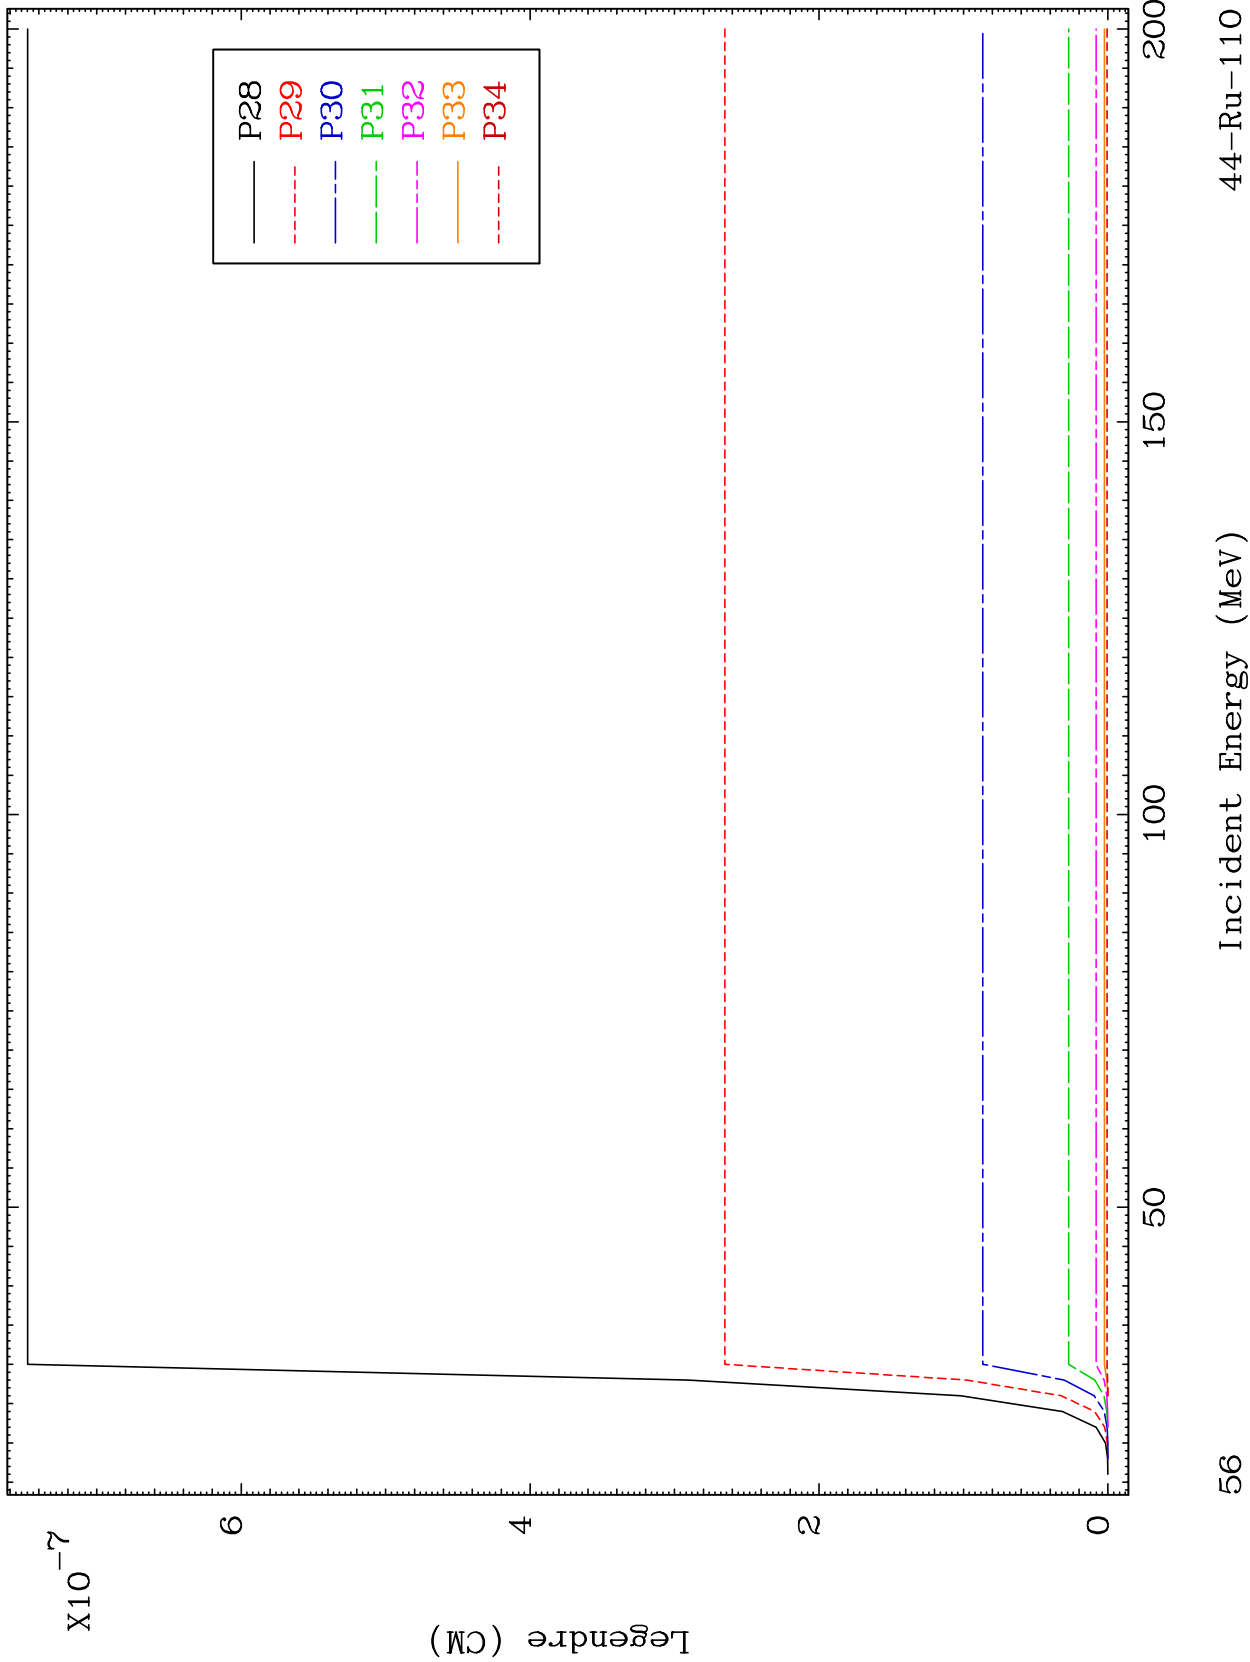 X10-7
Legendre (CM)
6
4
2
0
P28
P29
P30
P31
P32
P33
P34
50
100
150
200
Incident Energy (MeV)
56
44-Ru-110